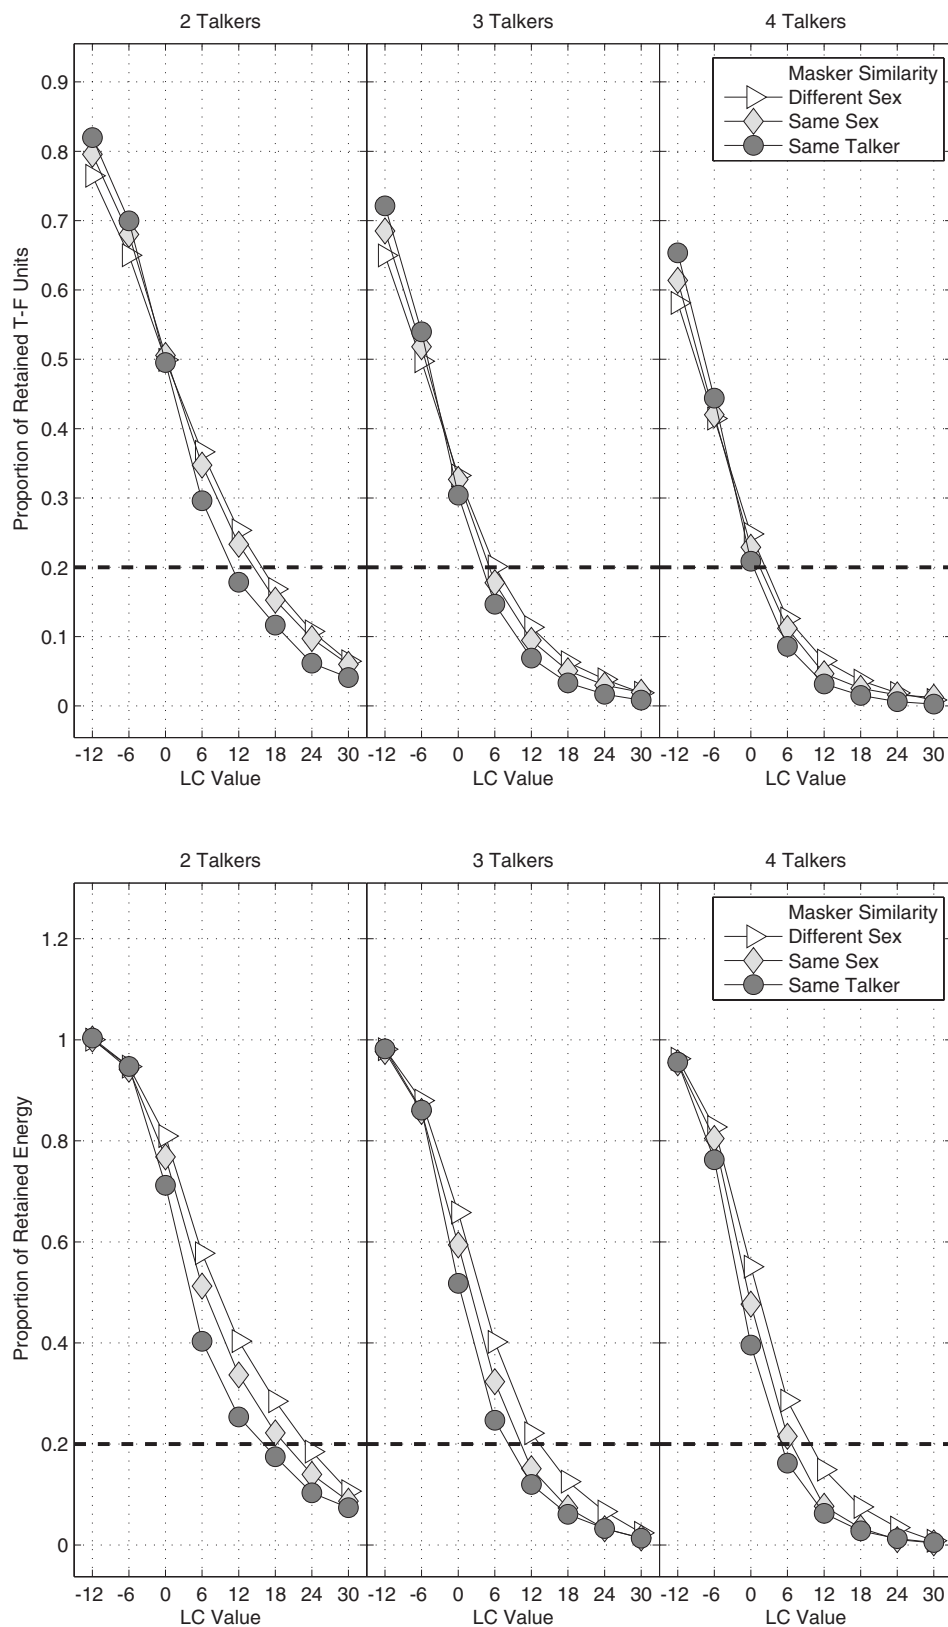 2 Talkers 3 Talkers 4 Talkers
Masker Similarity
Different Sex
Same Sex
Same Talker
Proportion of Retained T-F Units
0.9
0.8
0.7
0.6
0.5
0.4
0.3
0.2
0.1
0
-12 -6 0 6 12 18 24 30 -12 -6 0 6 12 18 24 30 -12 -6 0 6 12 18 24 30
LC Value LC Value LC Value
2 Talkers 3 Talkers 4 Talkers
Masker Similarity
Different Sex
Same Sex
Same Talker
Proportion of Retained Energy
1.2
1
0.8
0.6
0.4
0.2
0
-12 -6 0 6 12 18 24 30 -12 -6 0 6 12 18 24 30 -12 -6 0 6 12 18 24 30
LC Value LC Value LC Value